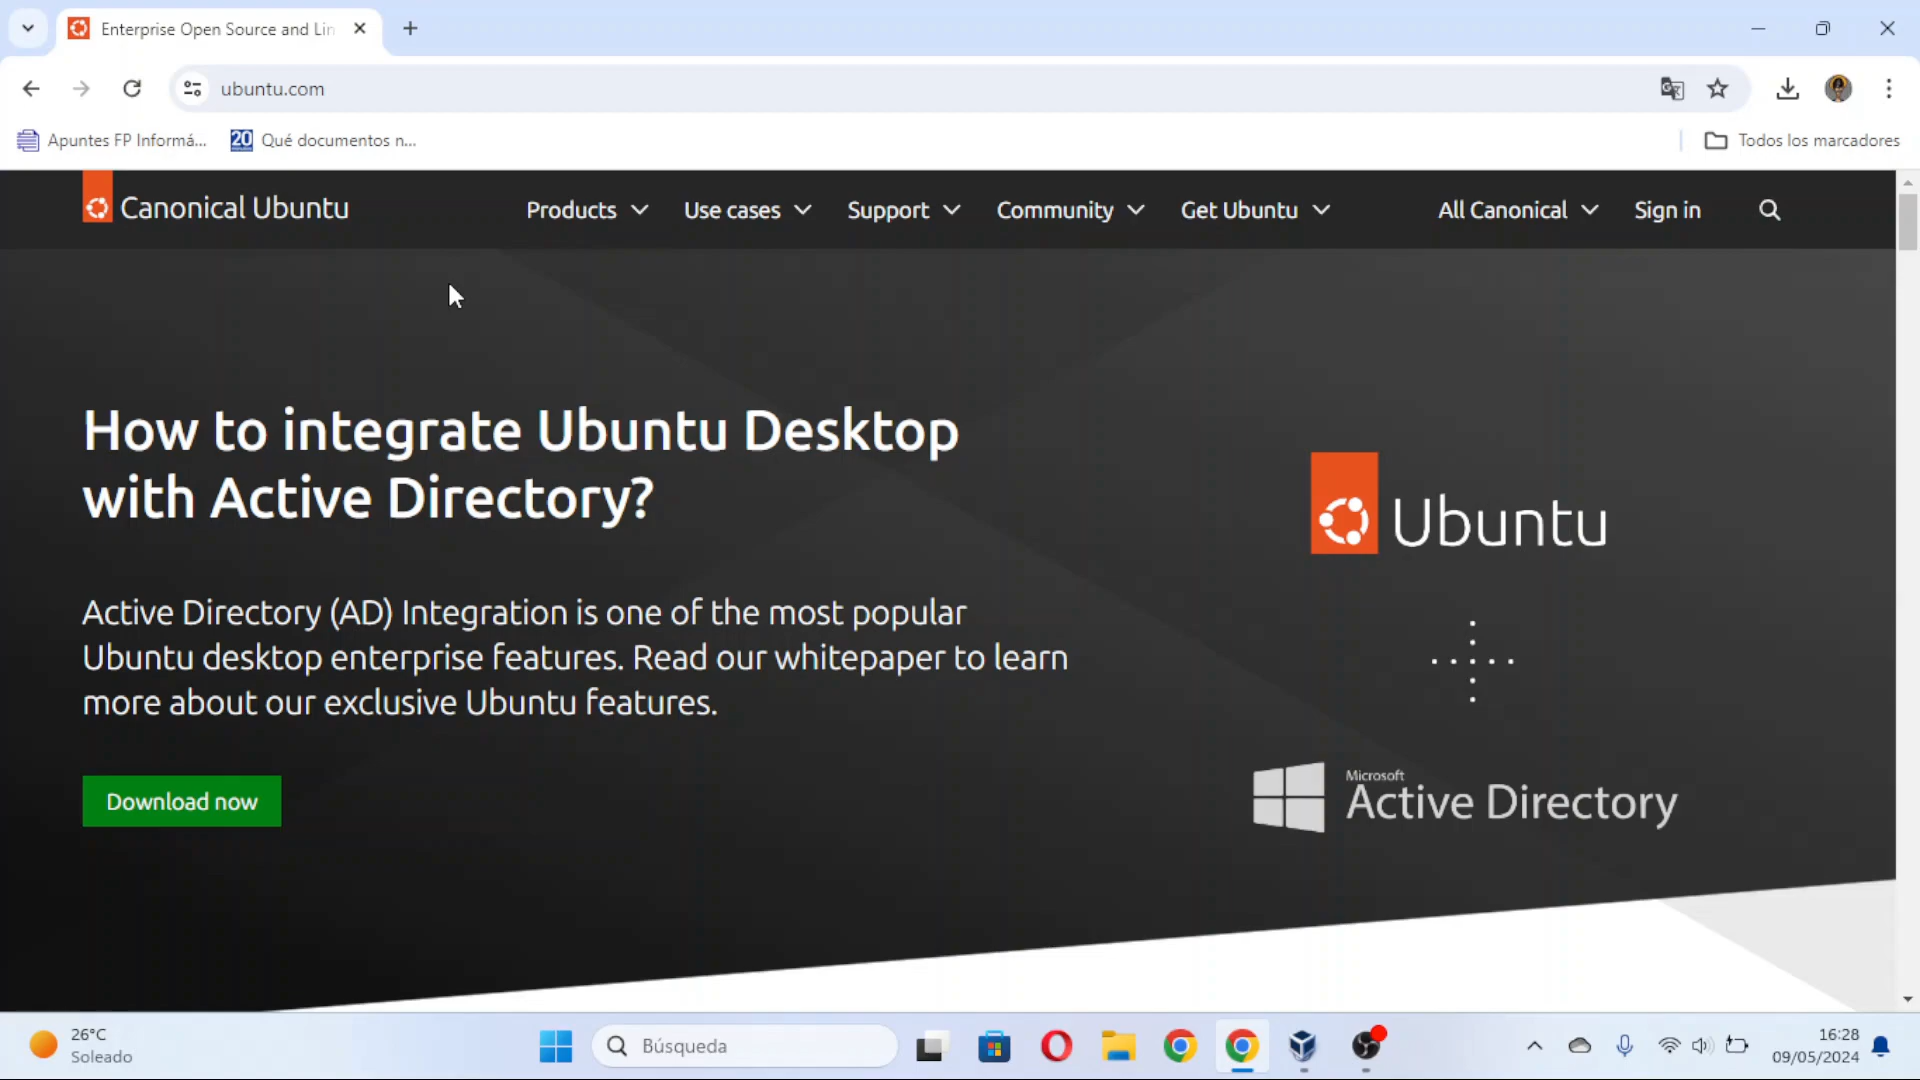 Enterprise Open Source and Lin
ubuntu.com
Apuntes FP Informá...
20
Qué documentos n...
Todos los marcadores
Canonical Ubuntu
Products
Use cases
Support
Community
Get Ubuntu
All Canonical
Sign in
How to integrate Ubuntu Desktop
with Active Directory?
Active Directory (AD) Integration is one of the most popular
Ubuntu desktop enterprise features. Read our whitepaper to learn
more about our exclusive Ubuntu features.
Download now
Ubuntu
Microsoft
Active Directory
26°C
Soleado
Búsqueda
16:28
09/05/2024